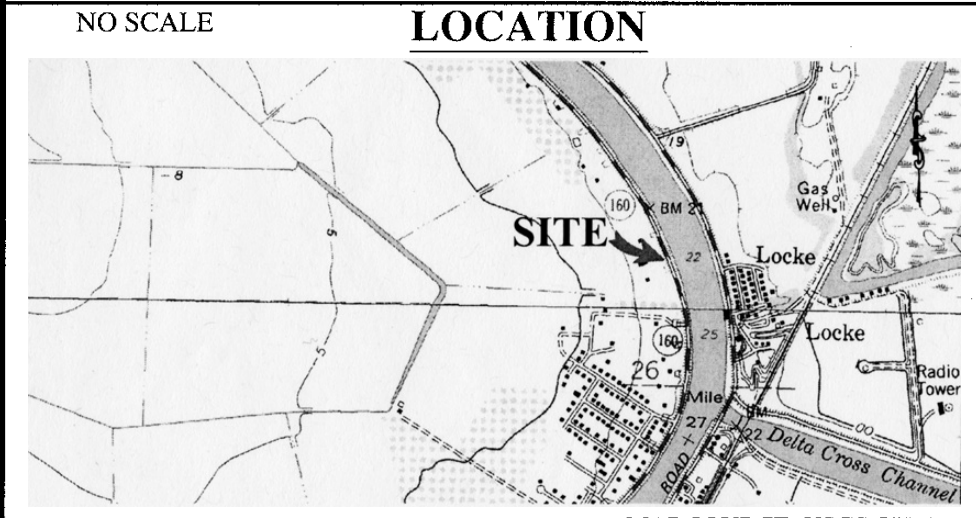 NO SCALE
LOCATION
19
8
Gas
Well
160
BM 21
SITE
5
22
Locke
25
Locke
160
5
26
Radio
Tower
Mile
BM
27
22
Delta Cross Channel
ROAD